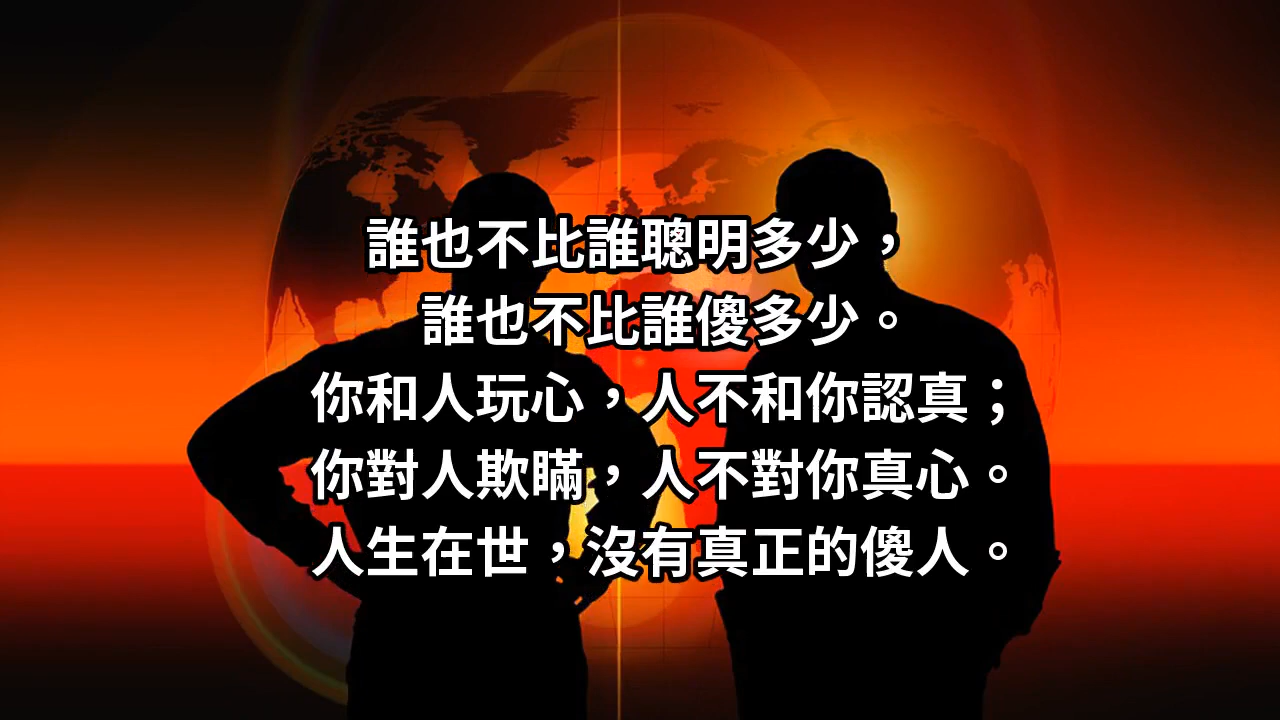 誰也不比誰聰明多少，
誰也不比誰傻多少。
你和人玩心，人不和你認真；
你對人欺瞞，人不對你真心。
人生在世，沒有真正的傻人。